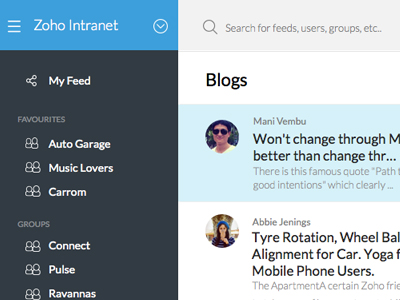 Zoho Intranet
Search for feeds, users, groups, etc..
My Feed
FAVOURITES
Auto Garage
Music Lovers
Carrom
GROUPS
Connect
Pulse
Ravannas
Blogs
Mani Vembu
Won't change through M
better than change thr...
There is this famous quote "Path t
good intentions" which clearly ...
Abbie Jenings
Tyre Rotation, Wheel Bal
Alignment for Car. Yoga f
Mobile Phone Users.
The ApartmentA certain Zoho frie